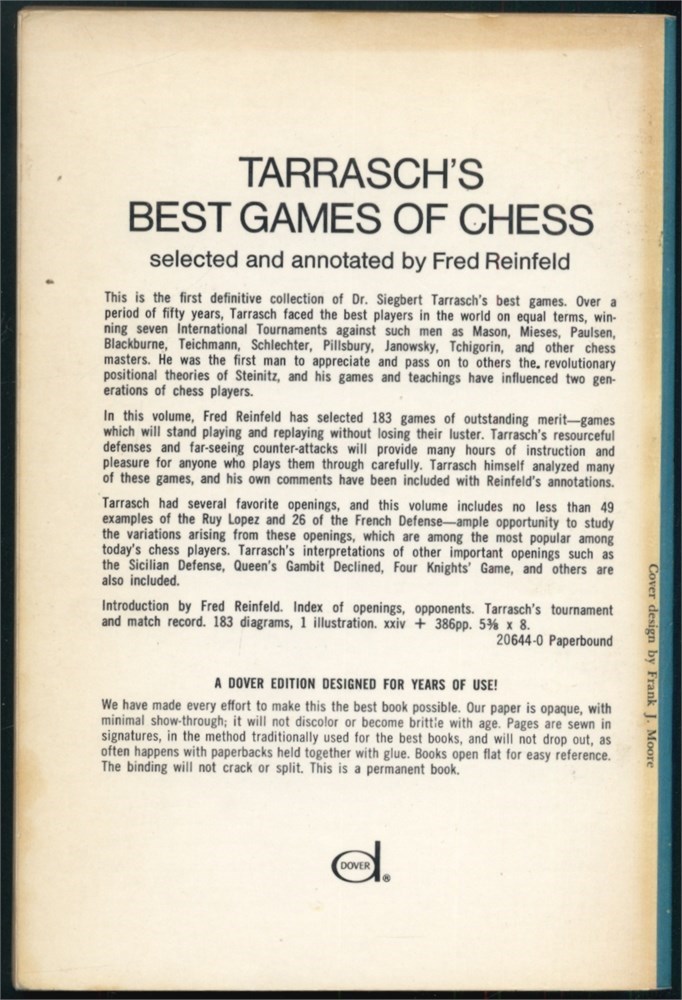 TARRASCH'S
BEST GAMES OF CHESS
selected and annotated by Fred Reinfeld
This is the first definitive collection of Dr. Siegbert Tarrasch's best games. Over a
period of fifty years, Tarrasch faced the best players in the world on equal terms, win-
ning seven International Tournaments against such men as Mason, Mieses, Paulsen,
Blackburne, Teichmann, Schlechter, Pillsbury, Janowsky, Tchigorin, and other chess
masters. He was the first man to appreciate and pass on to others the revolutionary
positional theories of Steinitz, and his games and teachings have influenced two gen-
erations of chess players.
In this volume, Fred Reinfeld has selected 183 games of outstanding merit—games
which will stand playing and replaying without losing their luster. Tarrasch's resourceful
defenses and far-seeing counter-attacks will provide many hours of instruction and
pleasure for anyone who plays them through carefully. Tarrasch himself analyzed many
of these games, and his own comments have been included with Reinfeld's annotations.
Tarrasch had several favorite openings, and this volume includes no less than 49
examples of the Ruy Lopez and 26 of the French Defense—ample opportunity to study
the variations arising from these openings, which are among the most popular among
today's chess players. Tarrasch's interpretations of other important openings such as
the Sicilian Defense, Queen's Gambit Declined, Four Knights' Game, and others are
also included.
Introduction by Fred Reinfeld. Index of openings, opponents. Tarrasch's tournament
and match record. 183 diagrams, 1 illustration. xxiv + 386pp. 5⅜ x 8.
20644-0 Paperbound
A DOVER EDITION DESIGNED FOR YEARS OF USE!
We have made every effort to make this the best book possible. Our paper is opaque, with
minimal show-through; it will not discolor or become brittle with age. Pages are sewn in
signatures, in the method traditionally used for the best books, and will not drop out, as
often happens with paperbacks held together with glue. Books open flat for easy reference.
The binding will not crack or split. This is a permanent book.
DOVER ®
Cover design by Frank J. Moore